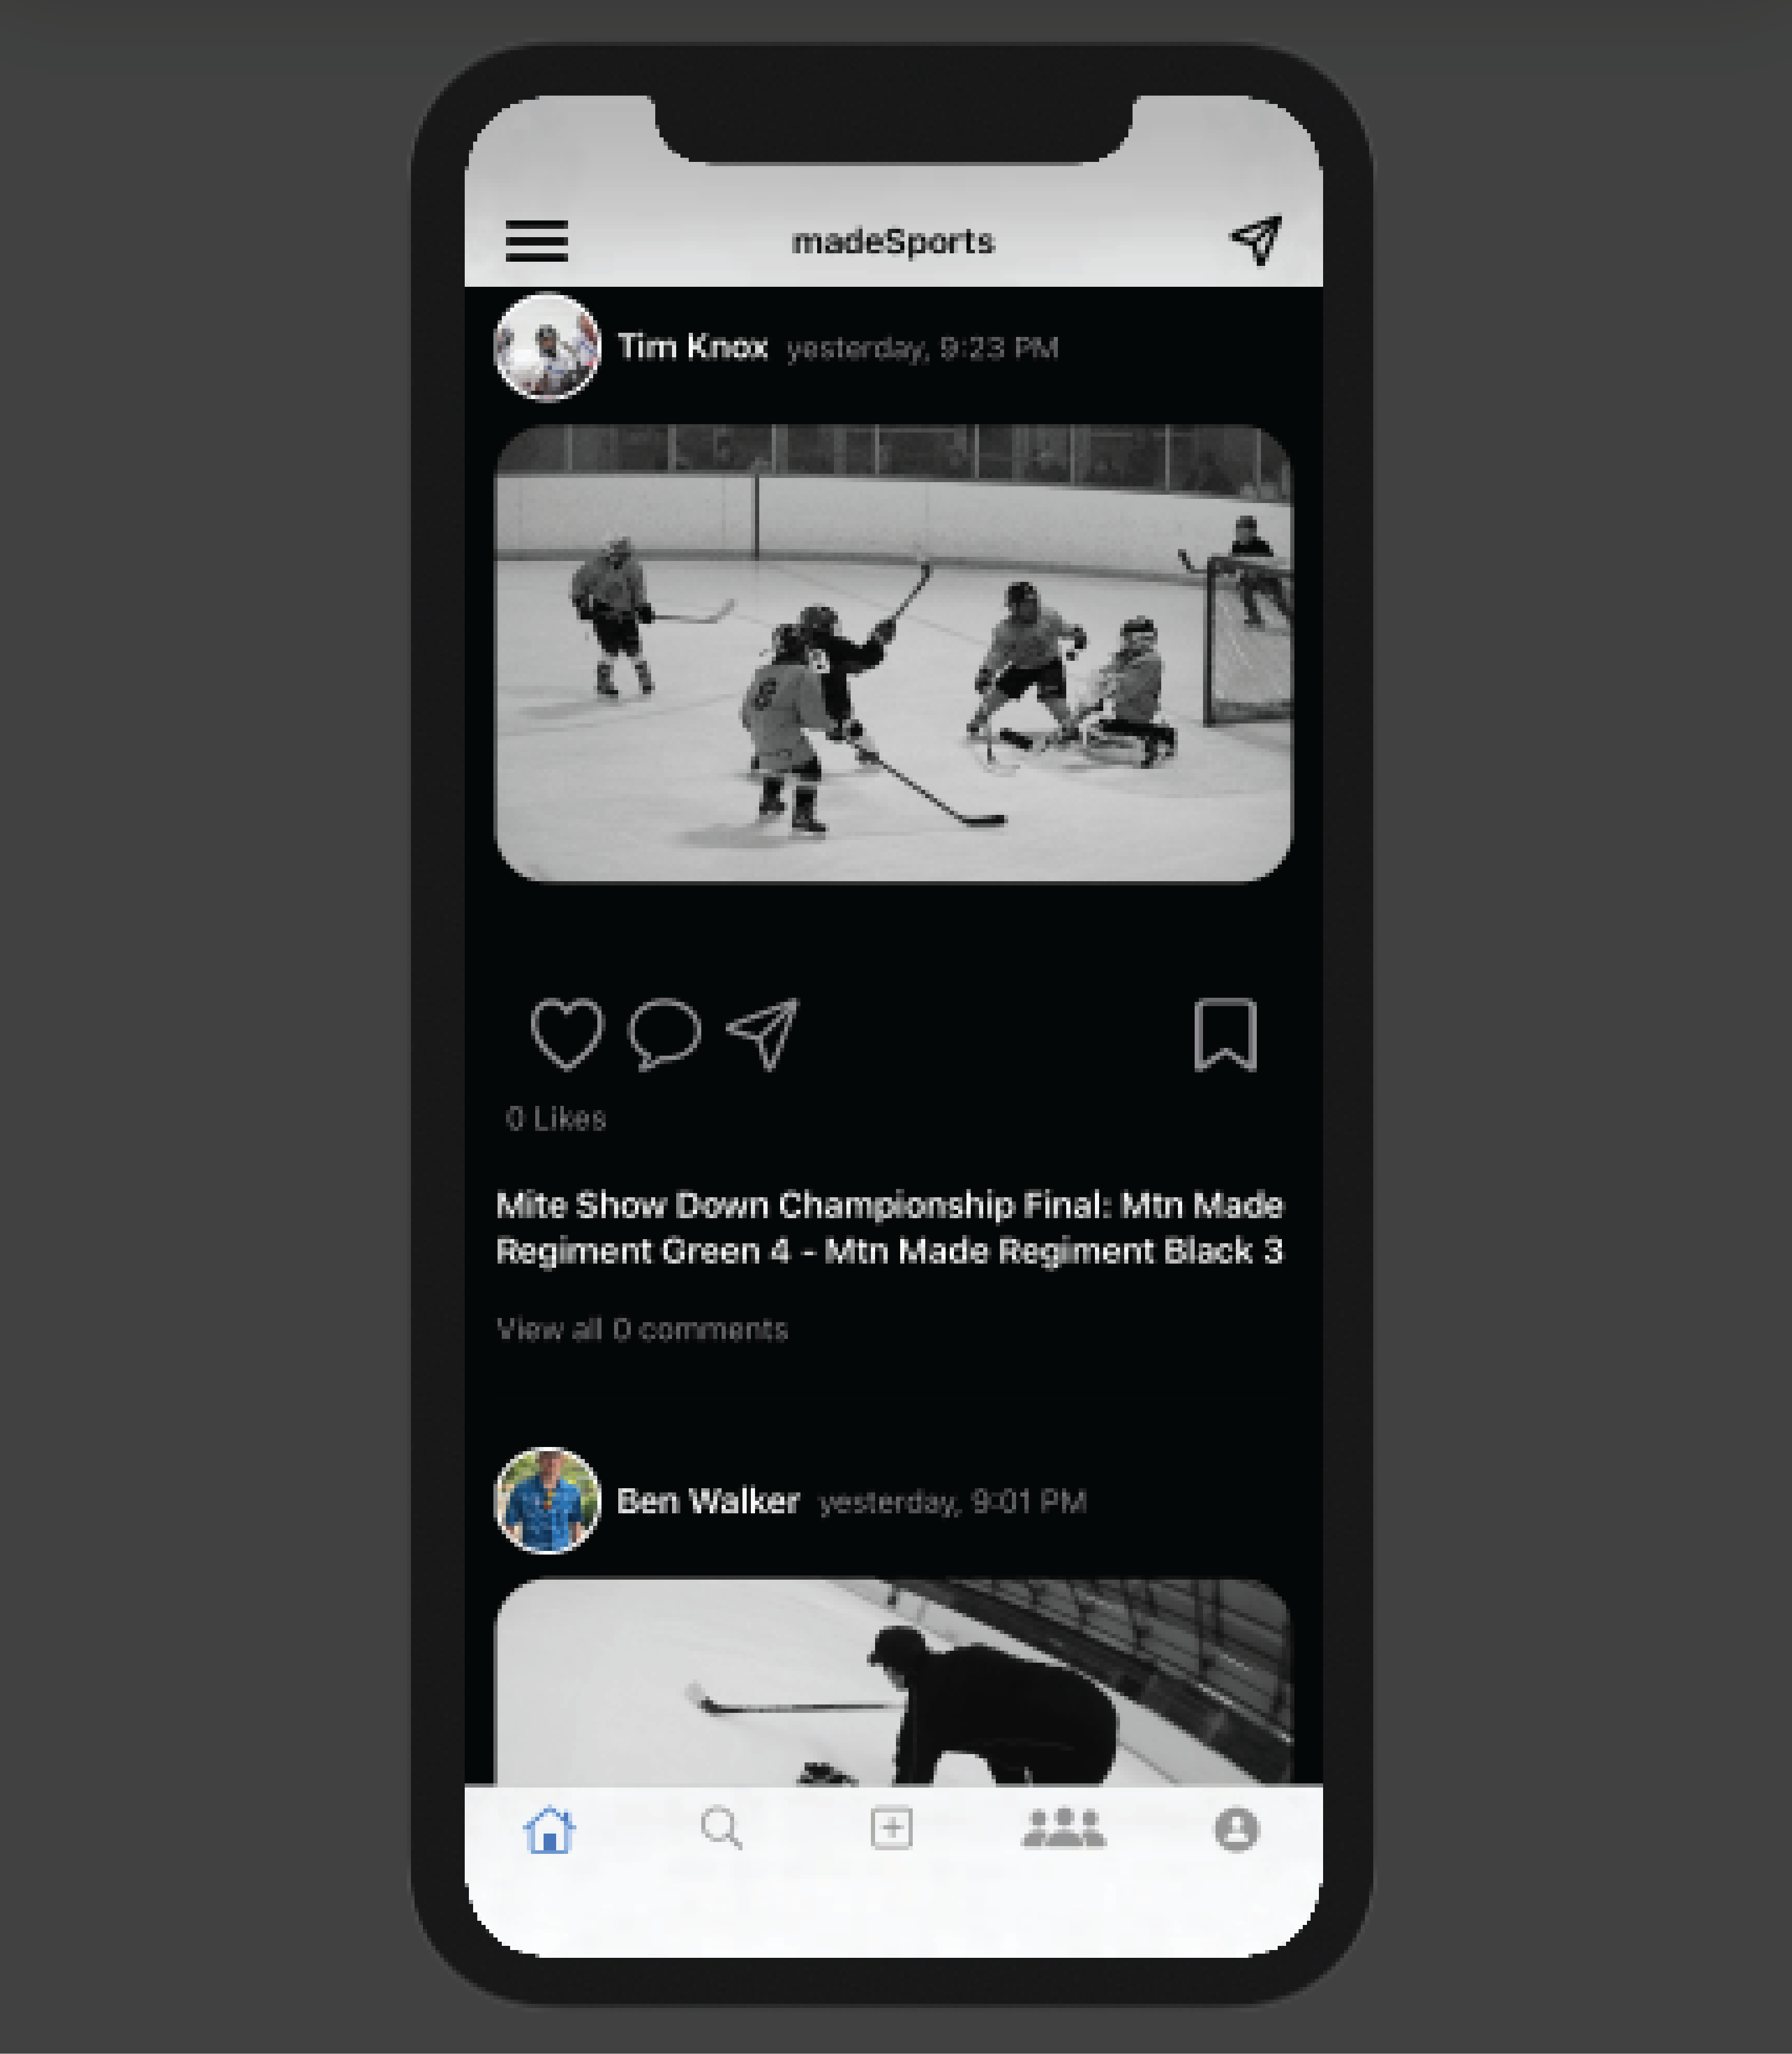 madeSports
Tim Knox yesterday, 9:23 PM
8
0 Likes
Mite Show Down Championship Final: Mtn Made
Regiment Green 4 - Mtn Made Regiment Black 3
View all 0 comments
Ben Walker yesterday, 9:01 PM